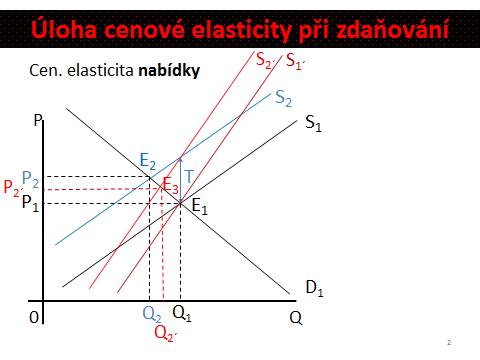 Úloha cenové elasticity při zdaňování
Cen. elasticita nabídky
S2´ S1´
S2
P
S1
E2
P2
T
P2´
E3
P1
E1
D1
0
Q2 Q1
Q
Q2´
2